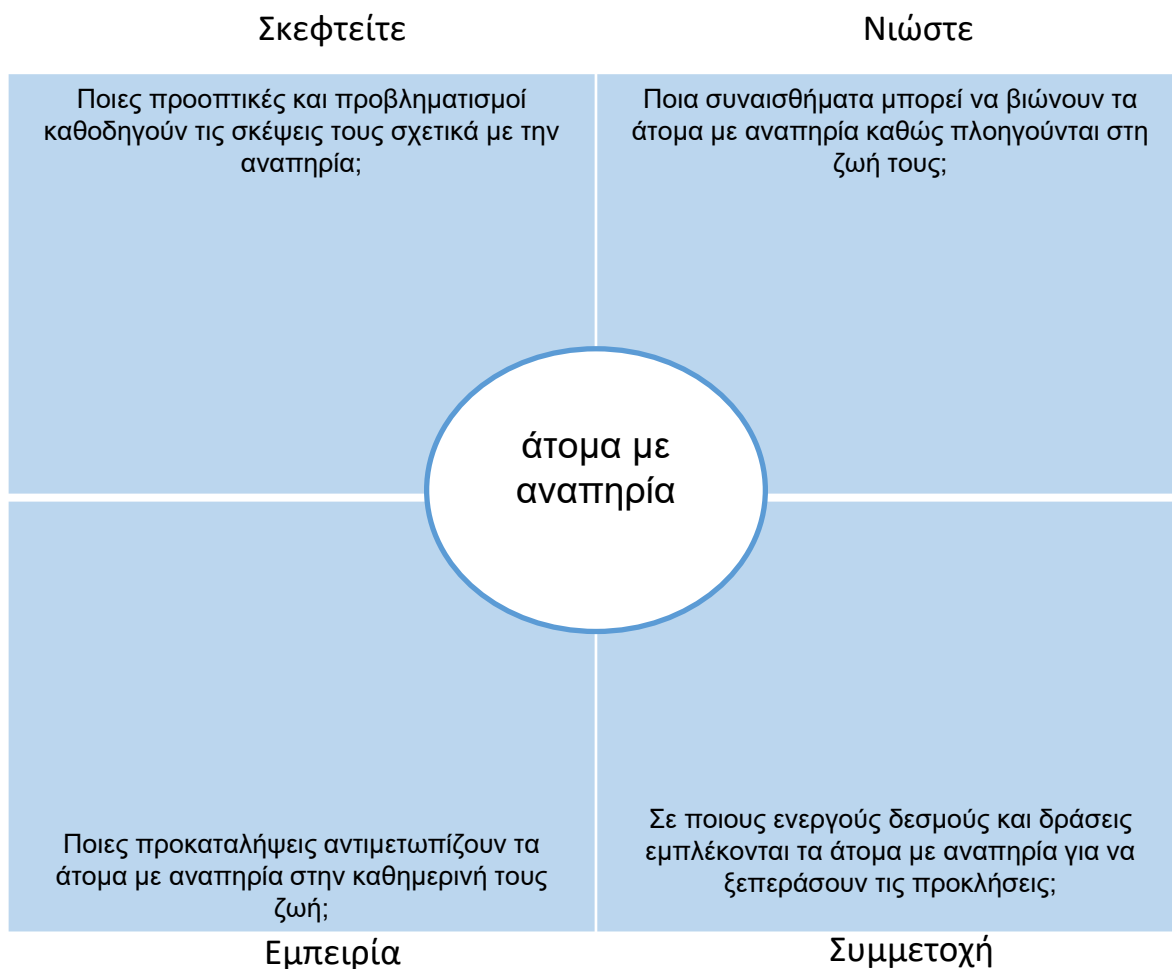 Σκεφτείτε
Νιώστε
Ποιες προοπτικές και προβληματισμοί
καθοδηγούν τις σκέψεις τους σχετικά με την
αναπηρία;
Ποια συναισθήματα μπορεί να βιώνουν τα
άτομα με αναπηρία καθώς πλοηγούνται στη
ζωή τους;
άτομα με
αναπηρία
Ποιες προκαταλήψεις αντιμετωπίζουν τα
άτομα με αναπηρία στην καθημερινή τους
ζωή;
Σε ποιους ενεργούς δεσμούς και δράσεις
εμπλέκονται τα άτομα με αναπηρία για να
ξεπεράσουν τις προκλήσεις;
Εμπειρία
Συμμετοχή